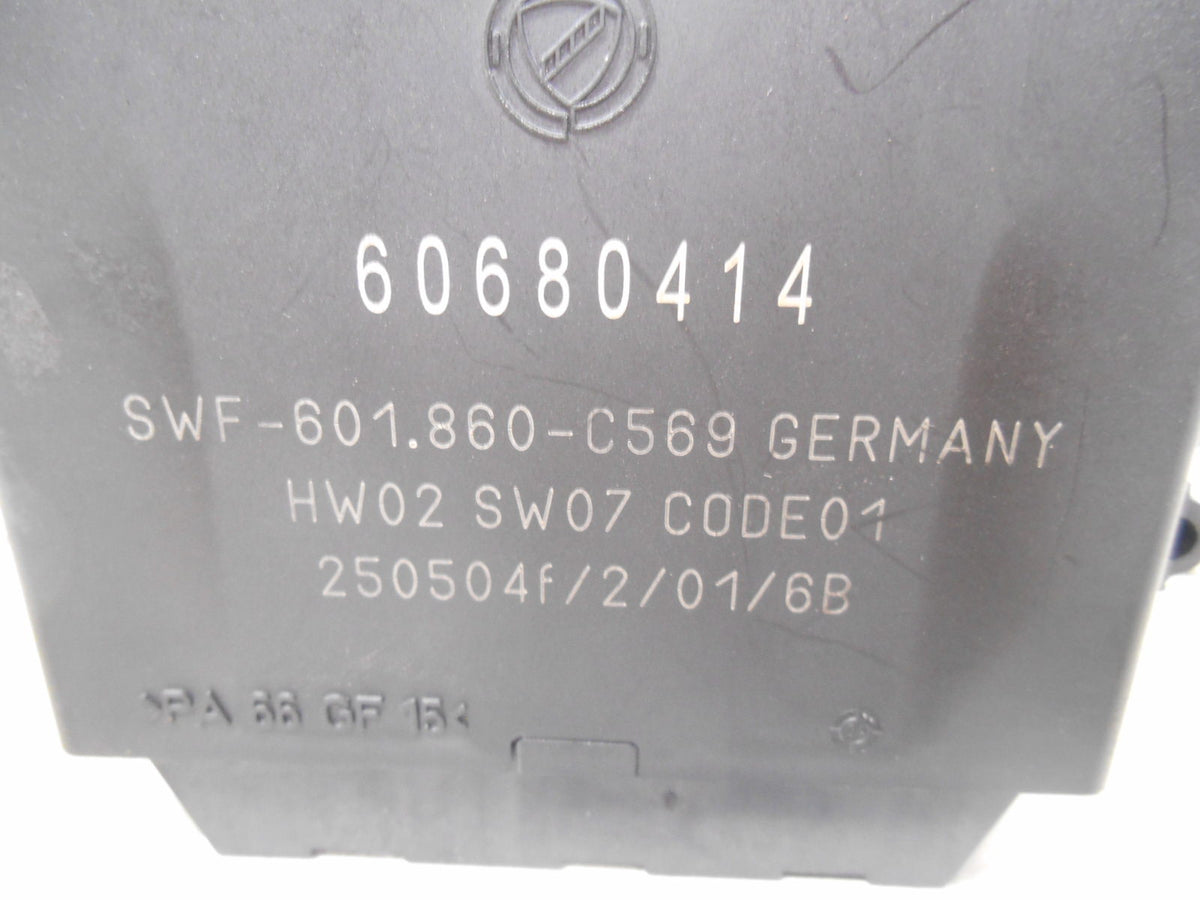 60680414
SWF-601.860-C569 GERMANY
HW02 SW07 CODE01
250504f/2/01/6B
>PA 66 GF 15<